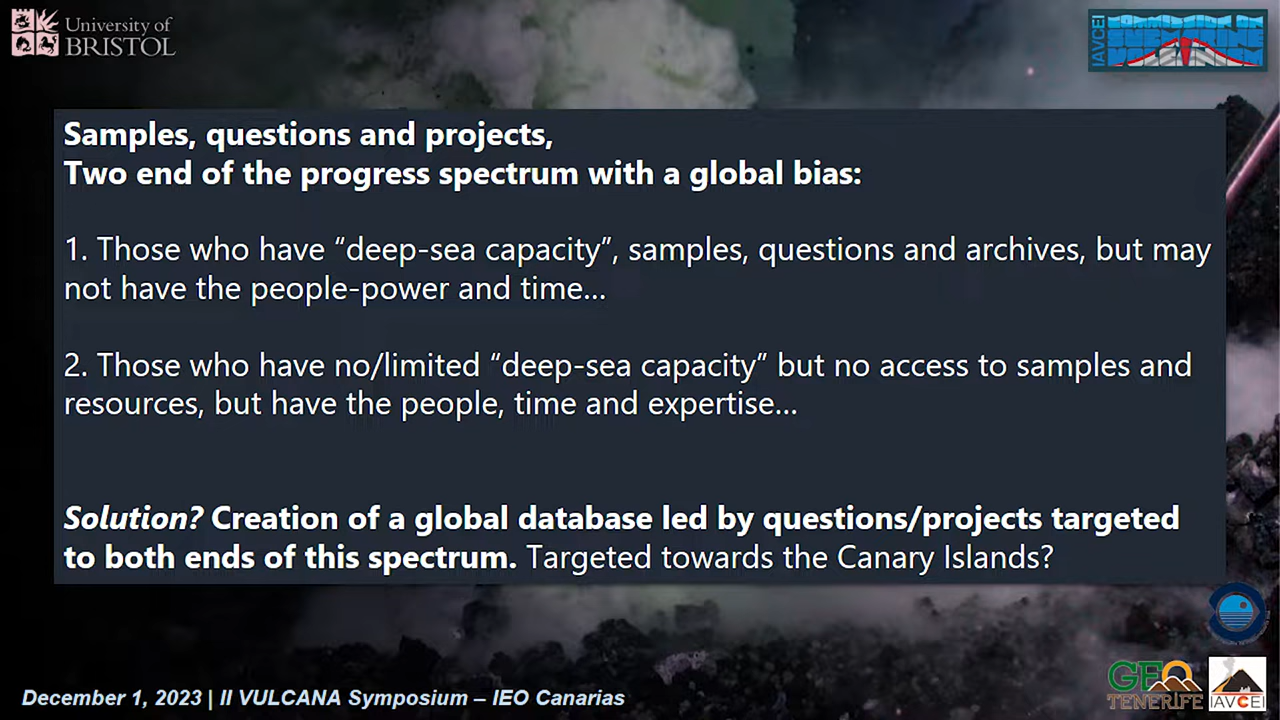 University of
BRISTOL
IAVCEI
COMMISSION ON
SUBMARINE
VOLCANISM
Samples, questions and projects,
Two end of the progress spectrum with a global bias:
1. Those who have “deep-sea capacity”, samples, questions and archives, but may
not have the people-power and time...
2. Those who have no/limited “deep-sea capacity” but no access to samples and
resources, but have the people, time and expertise...
Solution? Creation of a global database led by questions/projects targeted
to both ends of this spectrum. Targeted towards the Canary Islands?
GEO
TENERIFE
IAVCEI
December 1, 2023 | II VULCANA Symposium – IEO Canarias